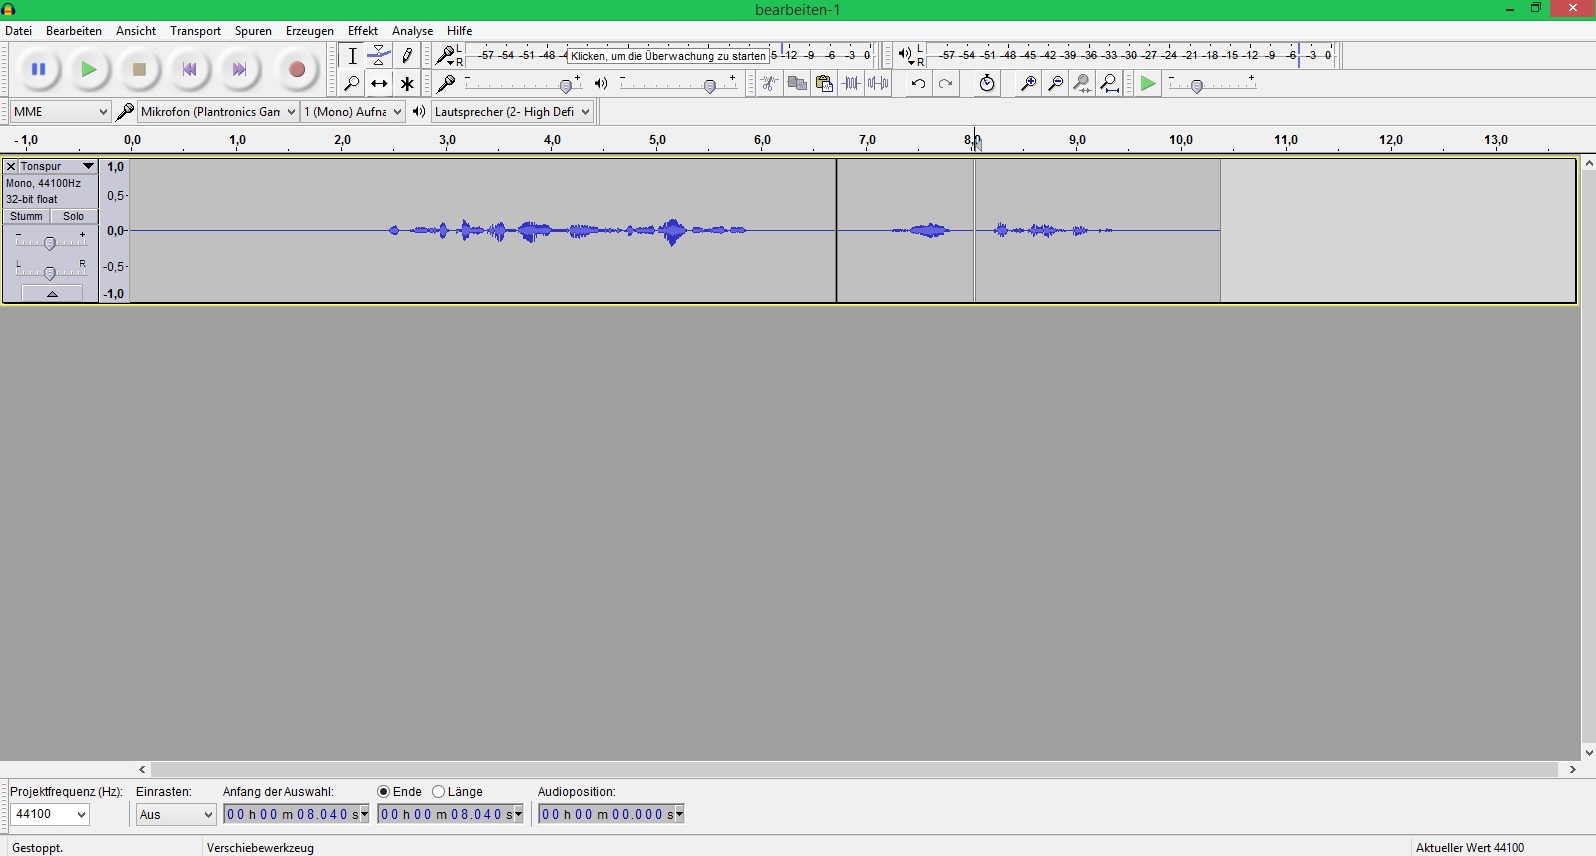 bearbeiten-1
Datei Bearbeiten Ansicht Transport Spuren Erzeugen Effekt Analyse Hilfe
L
R
-57 -54 -51 -48 -4 Klicken, um die Überwachung zu starten 5 -12 -9 -6 -3 0
L
R
-57 -54 -51 -48 -45 -42 -39 -36 -33 -30 -27 -24 -21 -18 -15 -12 -9 -6 -3 0
- + - +
- +
MME Mikrofon (Plantronics Gan 1 (Mono) Aufna Lautsprecher (2- High Defi
-1,0 0,0 1,0 2,0 3,0 4,0 5,0 6,0 7,0 8,0 9,0 10,0 11,0 12,0 13,0
Tonspur
Mono, 44100Hz
32-bit float
Stumm Solo
- +
L R
1,0
0,5
0,0
-0,5
-1,0
Projektfrequenz (Hz): Einrasten: Anfang der Auswahl: Ende Länge Audioposition:
44100 Aus 00 h 00 m 08.040 s 00 h 00 m 08.040 s 00 h 00 m 00.000 s
Gestoppt. Verschiebewerkzeug Aktueller Wert 44100